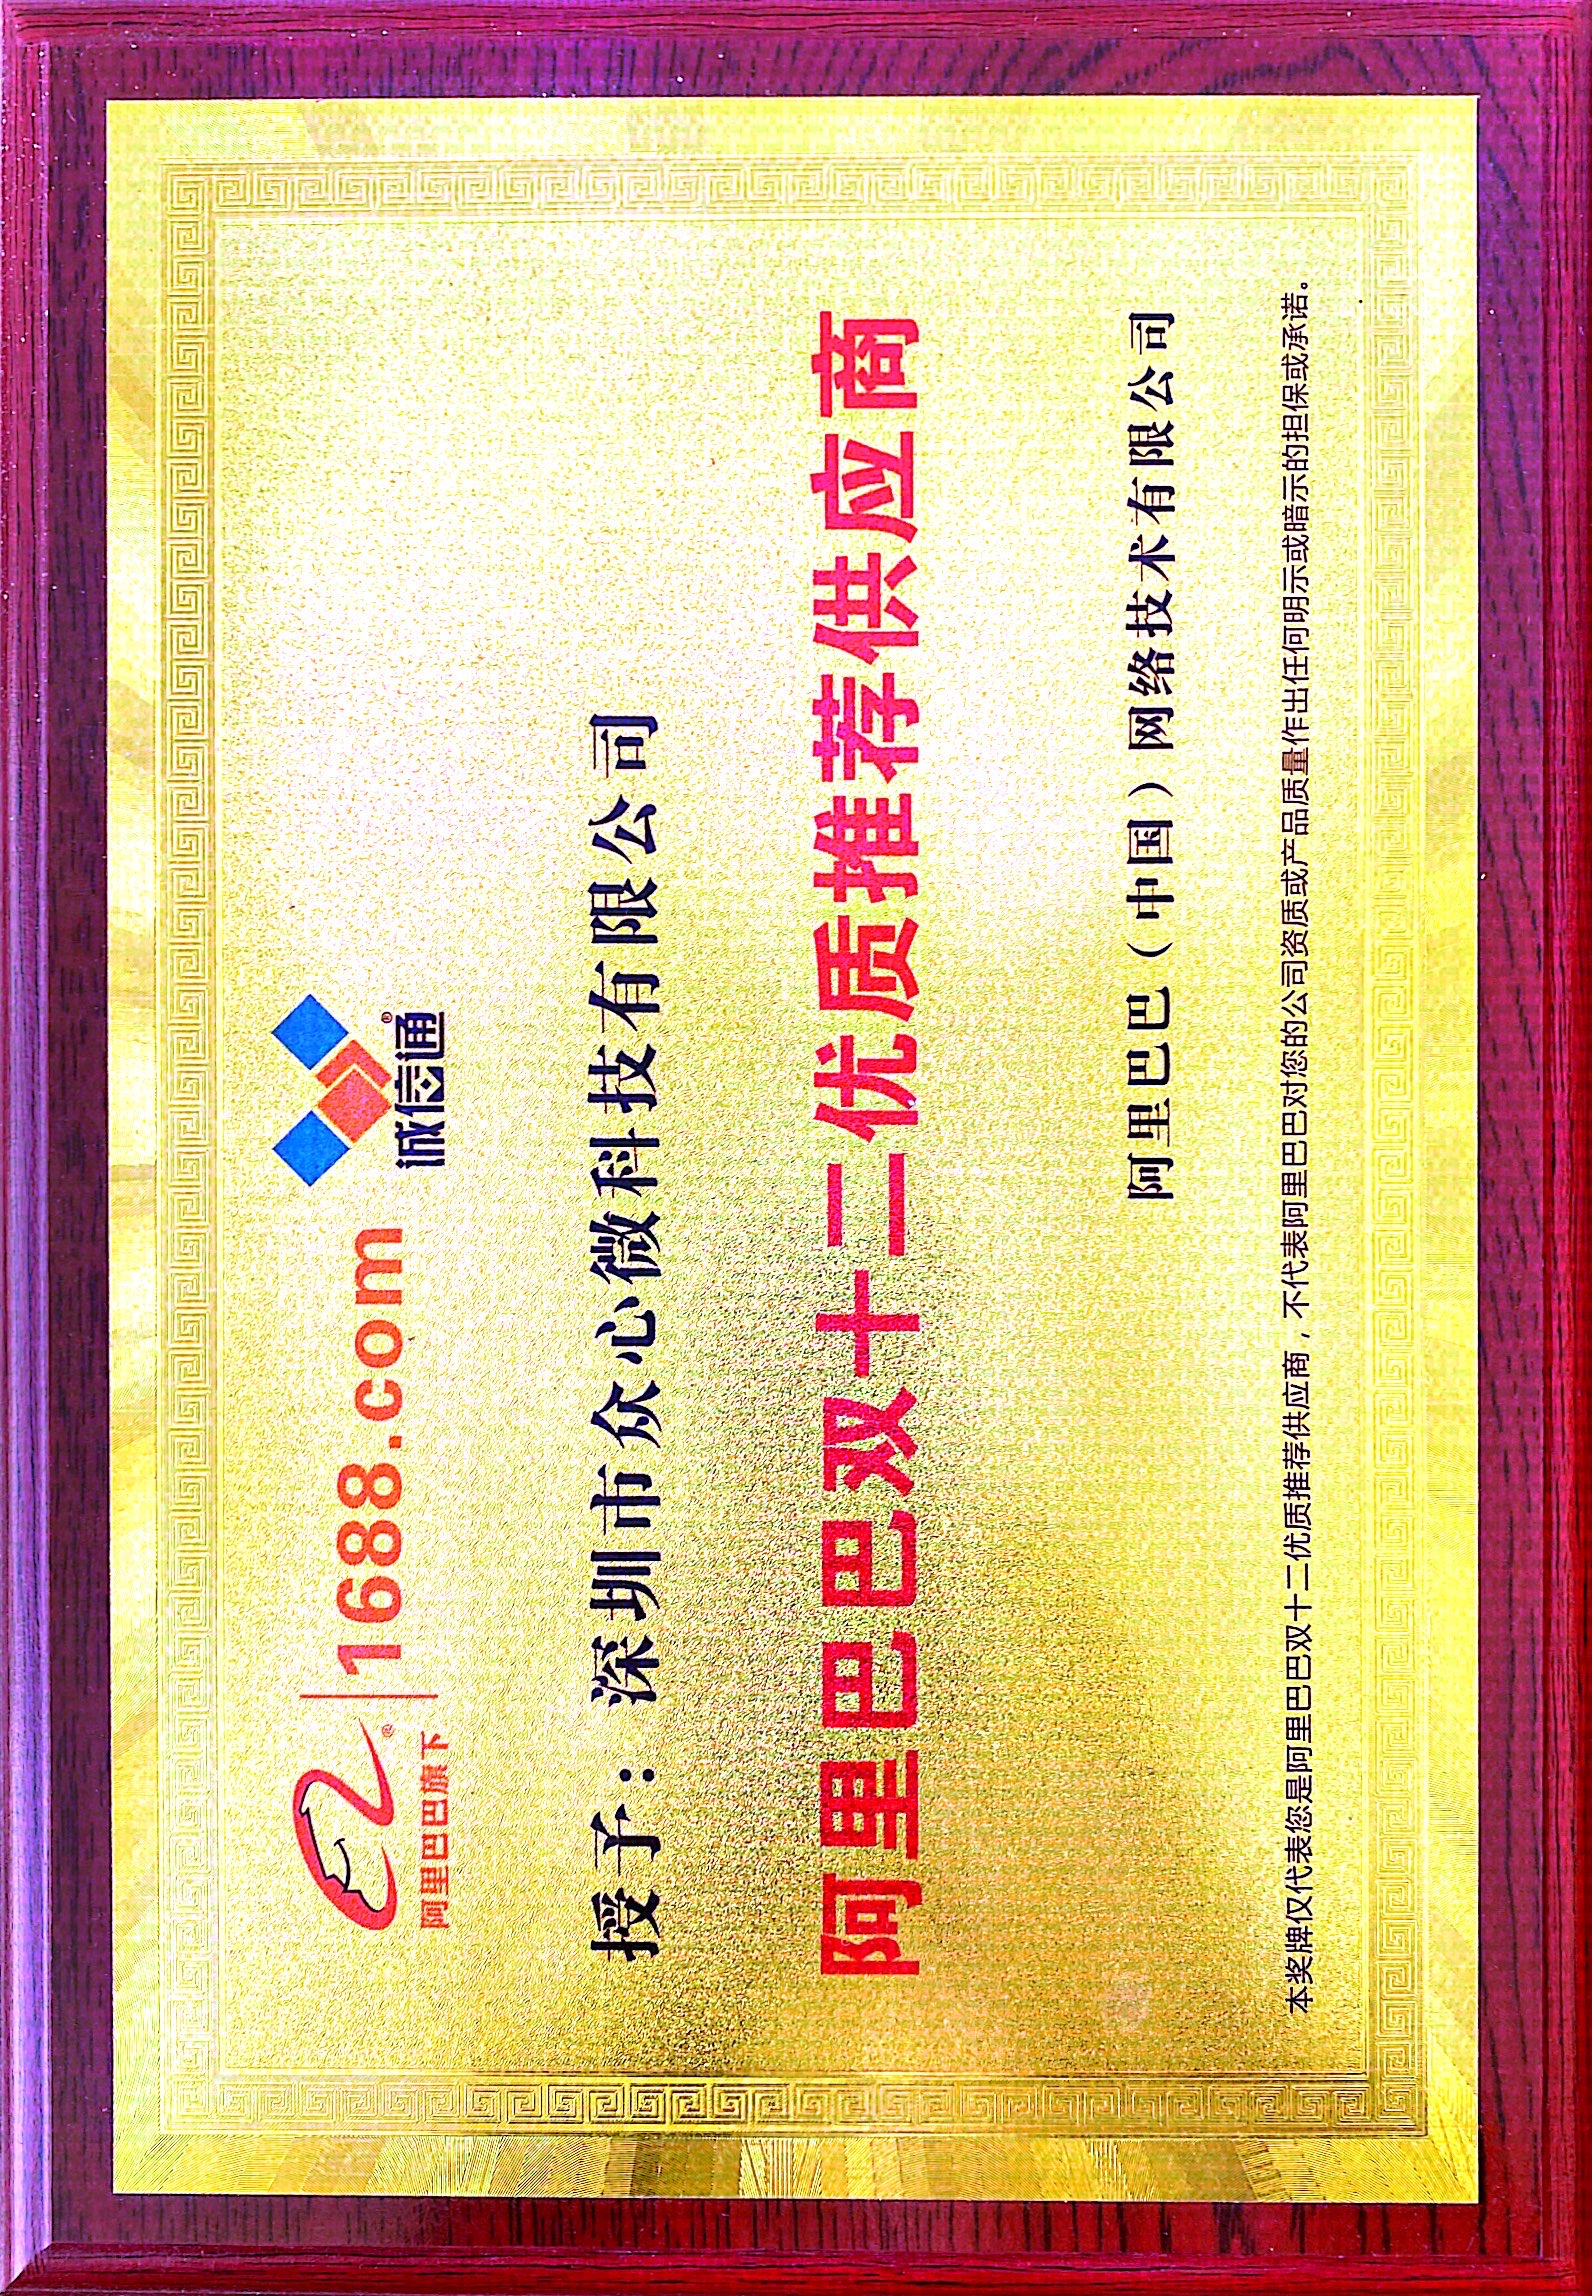 阿里巴巴旗下
1688.com
诚信通
授予：深圳市众心微科技有限公司
阿里巴巴双十二优质推荐供应商
阿里巴巴（中国）网络技术有限公司
本奖牌仅代表您是阿里巴巴双十二优质推荐供应商，不代表阿里巴巴对您的公司资质或产品质量作出任何明示或暗示的担保或承诺。